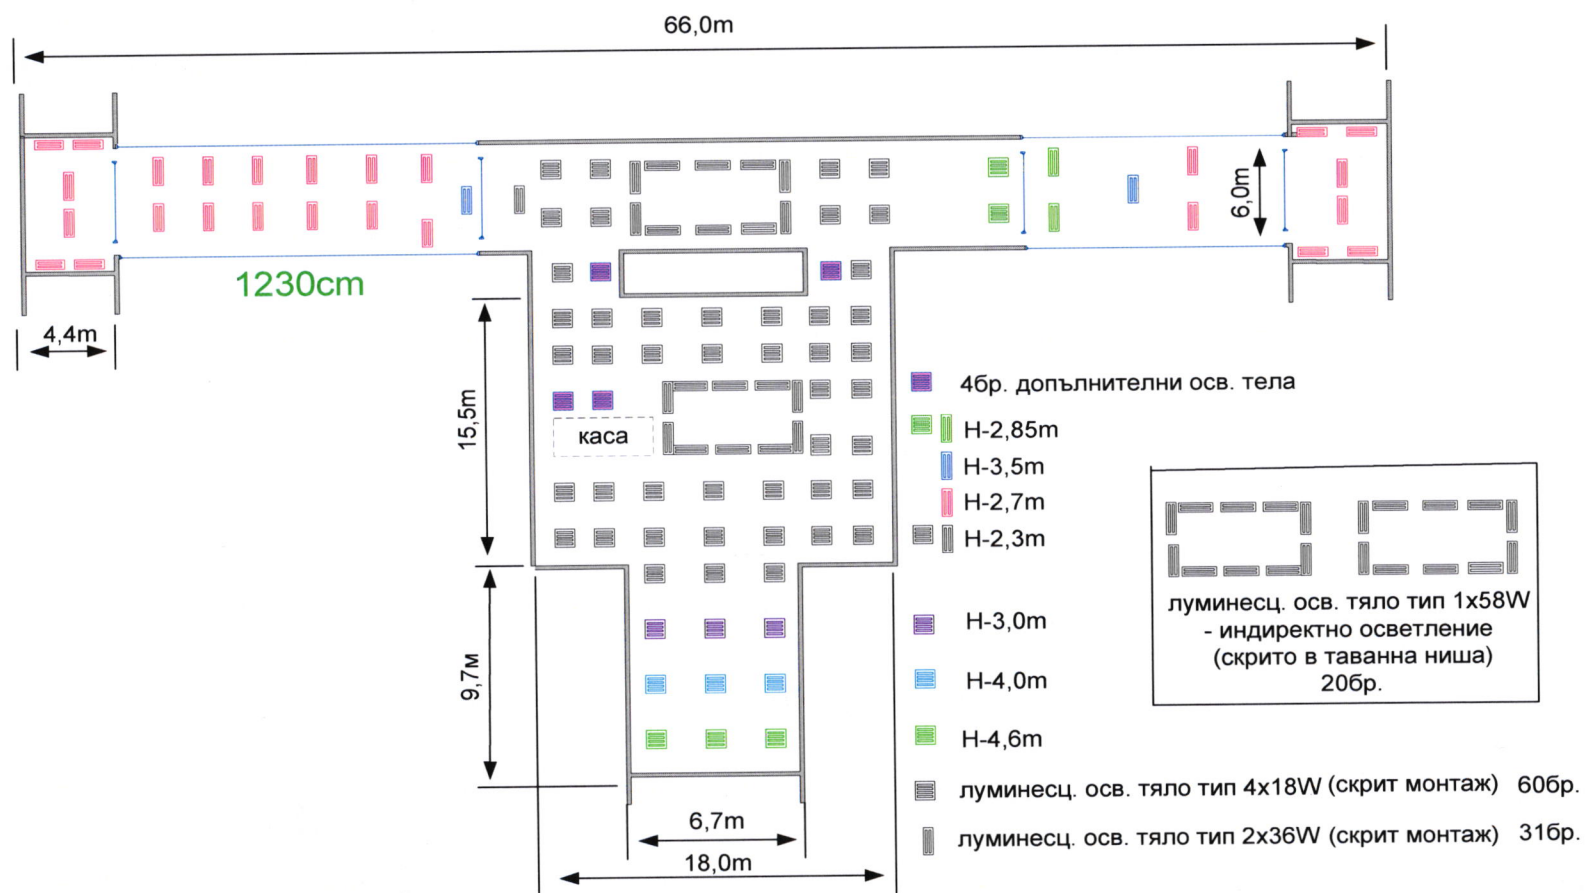 66,0m
6,0m
1230cm
4,4m
15,5m
каса
4бр. допълнителни осв. тела
H-2,85m
H-3,5m
H-2,7m
H-2,3m
луминесц. осв. тяло тип 1x58W
- индиректно осветление
(скрито в таванна ниша)
20бр.
9,7м
H-3,0m
H-4,0m
H-4,6m
луминесц. осв. тяло тип 4x18W (скрит монтаж) 60бр.
6,7m
луминесц. осв. тяло тип 2x36W (скрит монтаж) 31бр.
18,0m